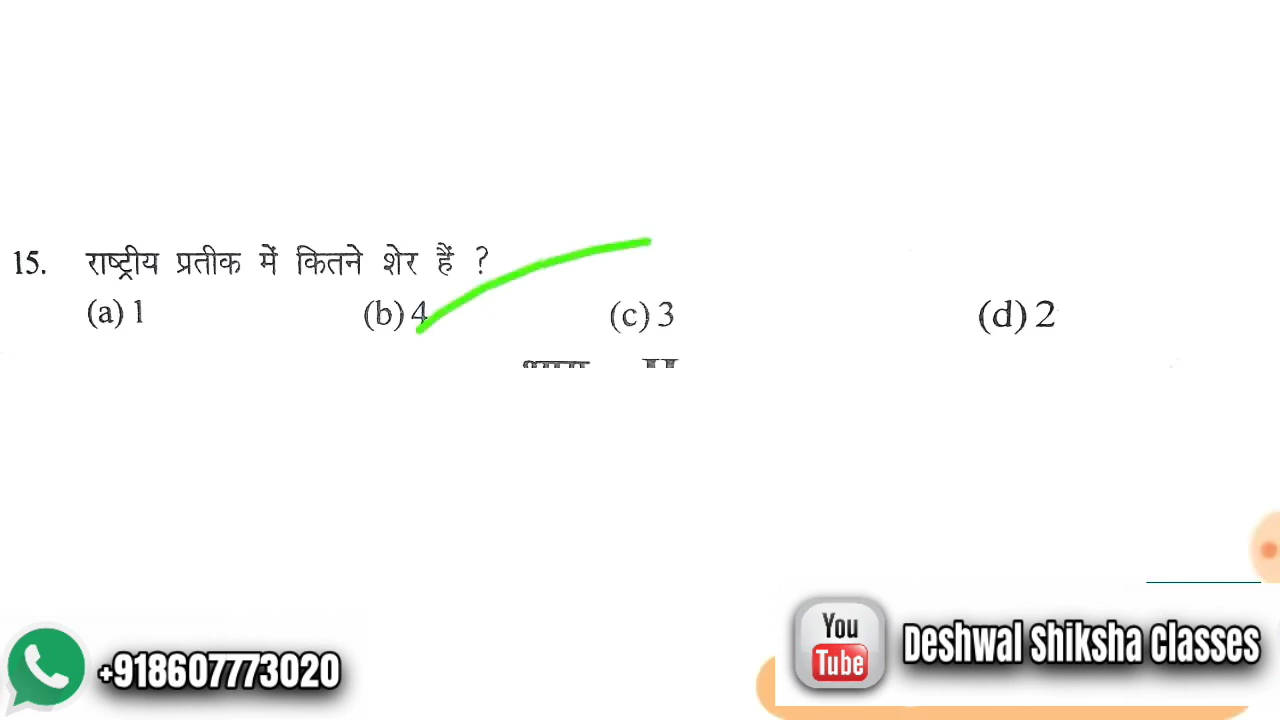 15. राष्ट्रीय प्रतीक में कितने शेर हैं ?
(a) 1 (b) 4 (c) 3 (d) 2
+918607773020
You
Tube
Deshwal Shiksha Classes